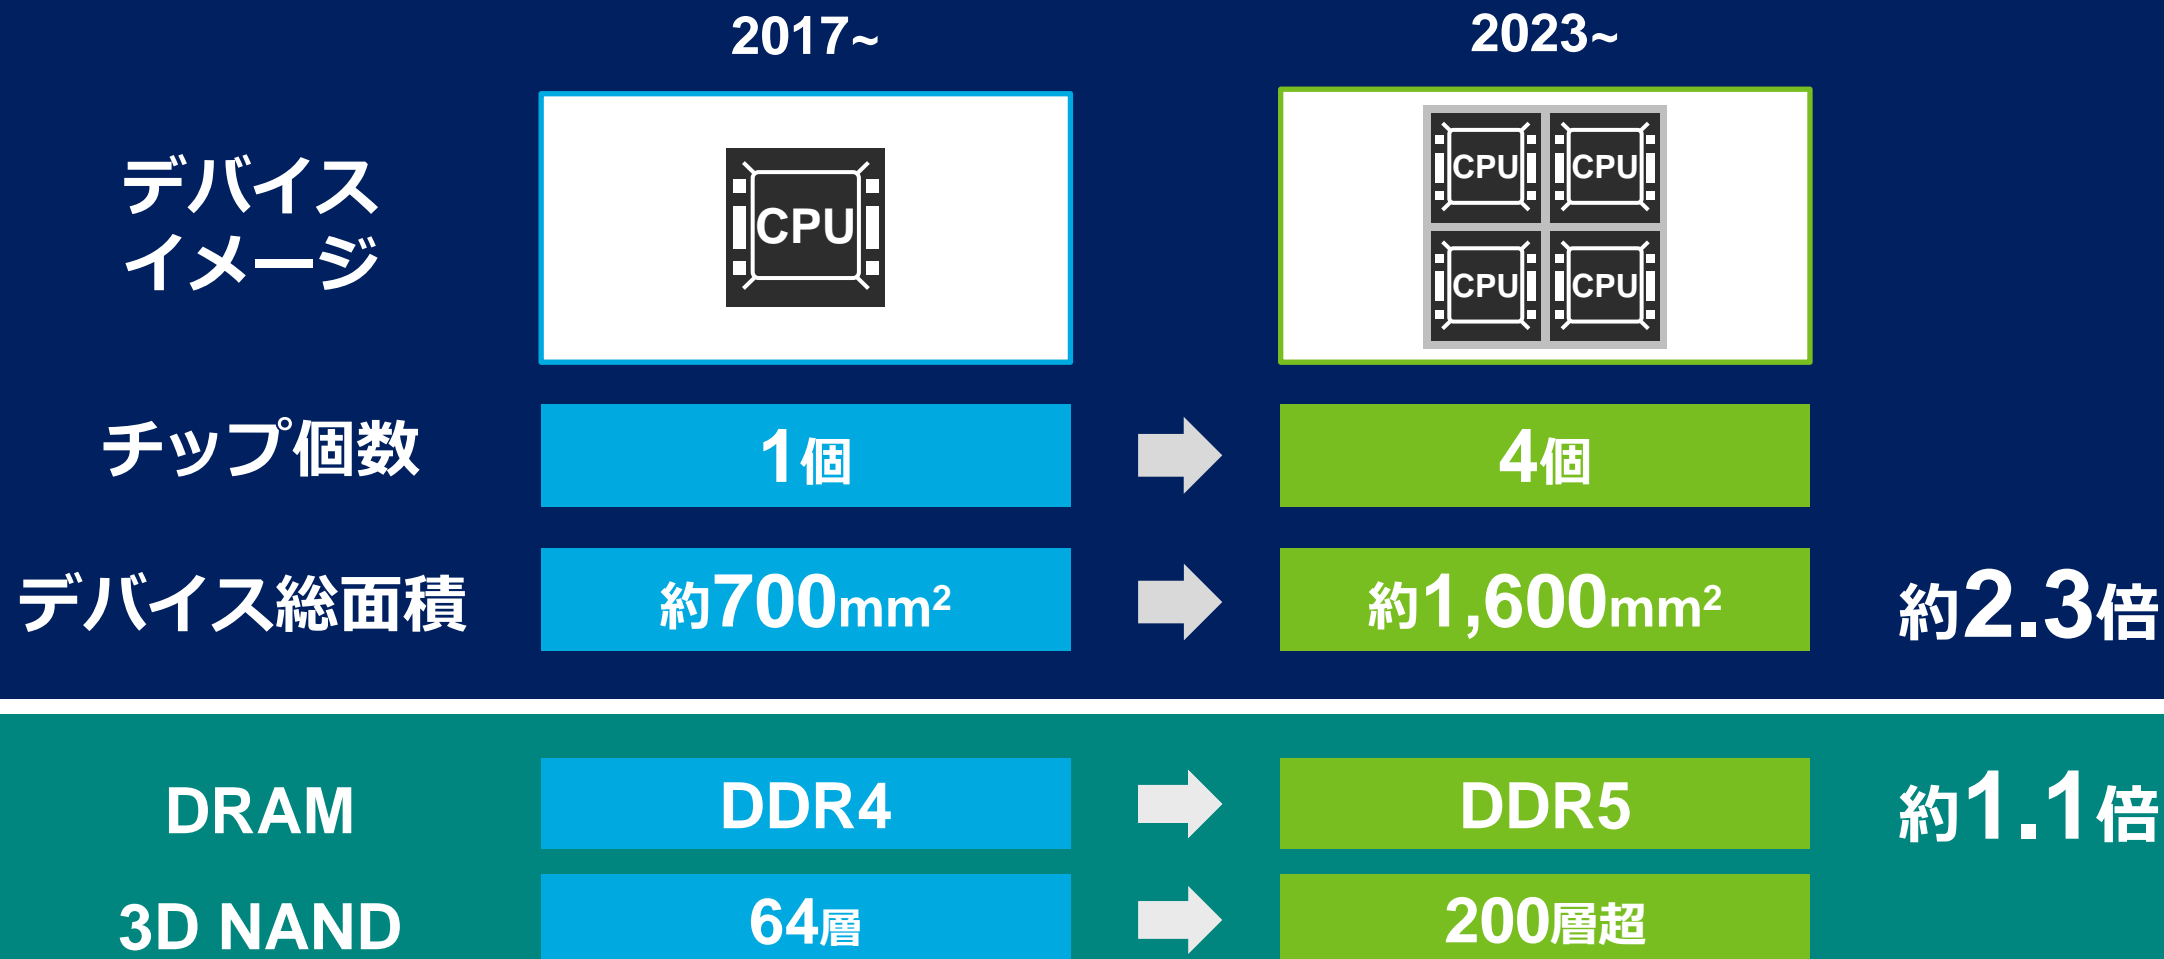 2017~
2023~
デバイス
イメージ
CPU
CPU CPU
CPU CPU
チップ個数 1個 4個
デバイス総面積 約700mm² 約1,600mm² 約2.3倍
DRAM DDR4 DDR5 約1.1倍
3D NAND 64層 200層超